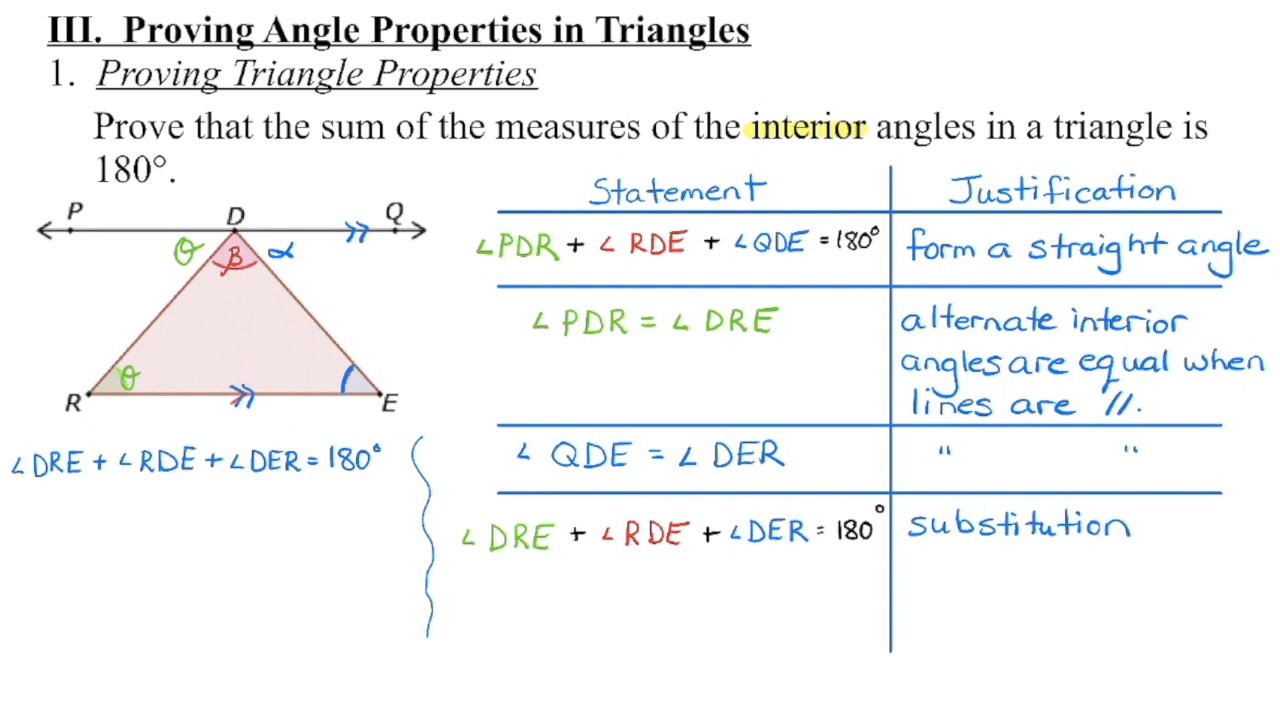 III. Proving Angle Properties in Triangles
1. Proving Triangle Properties
Prove that the sum of the measures of the interior angles in a triangle is
180°.
P D Q
θ β α
θ
R E
∠DRE + ∠RDE + ∠DER = 180°
Statement Justification
∠PDR + ∠RDE + ∠QDE = 180° form a straight angle
∠PDR = ∠DRE alternate interior
angles are equal when
lines are //.
∠QDE = ∠DER " "
∠DRE + ∠RDE + ∠DER = 180° substitution